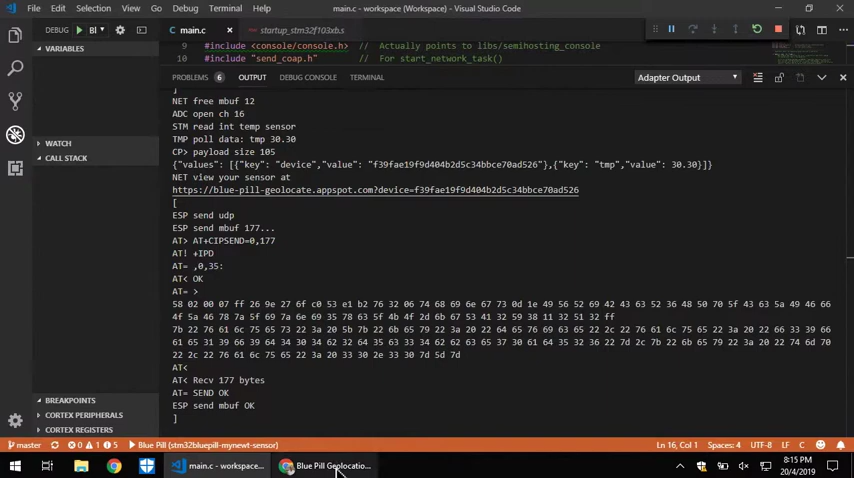 File Edit Selection View Go Debug Terminal Help main.c - workspace (Workspace) - Visual Studio Code
DEBUG BI main.c startup_stm32f103xb.s
VARIABLES
WATCH
CALL STACK
BREAKPOINTS
CORTEX PERIPHERALS
CORTEX REGISTERS
9 #include <console/console.h> // Actually points to libs/semihosting_console
10 #include "send_coap.h" // For start_network_task()
PROBLEMS 6 OUTPUT DEBUG CONSOLE TERMINAL Adapter Output
]
NET free mbuf 12
ADC open ch 16
STM read int temp sensor
TMP poll data: tmp 30.30
CP> payload size 105
{"values": [{"key": "device","value": "f39fae19f9d404b2d5c34bbce70ad526"},{"key": "tmp","value": 30.30}]}
NET view your sensor at
https://blue-pill-geolocate.appspot.com?device=f39fae19f9d404b2d5c34bbce70ad526
[
ESP send udp
ESP send mbuf 177...
AT> AT+CIPSEND=0,177
AT! +IPD
AT= ,0,35:
AT< OK
AT= >
58 02 00 07 ff 26 9e 27 6f c0 53 e1 b2 76 32 06 74 68 69 6e 67 73 0d 1e 49 56 52 69 42 43 63 52 36 48 50 70 5f 43 63 5a 49 46 66
4f 5a 46 78 7a 5f 69 7a 6e 69 35 78 63 5f 4b 4f 2d 6b 67 53 41 32 59 38 11 32 51 32 ff
7b 22 76 61 6c 75 65 73 22 3a 20 5b 7b 22 6b 65 79 22 3a 20 22 64 65 76 69 63 65 22 2c 22 76 61 6c 75 65 22 3a 20 22 66 33 39 66
61 65 31 39 66 39 64 34 30 34 62 32 64 35 63 33 34 62 62 63 65 37 30 61 64 35 32 36 22 7d 2c 7b 22 6b 65 79 22 3a 20 22 74 6d 70
22 2c 22 76 61 6c 75 65 22 3a 20 33 30 2e 33 30 7d 5d 7d
AT<
AT< Recv 177 bytes
AT= SEND OK
ESP send mbuf OK
]
master 0 1 5 Blue Pill (stm32bluepill-mynewt-sensor) Ln 16, Col 1 Spaces: 4 UTF-8 LF C
main.c - workspace... Blue Pill Geolocatio... 8:15 PM
20/4/2019